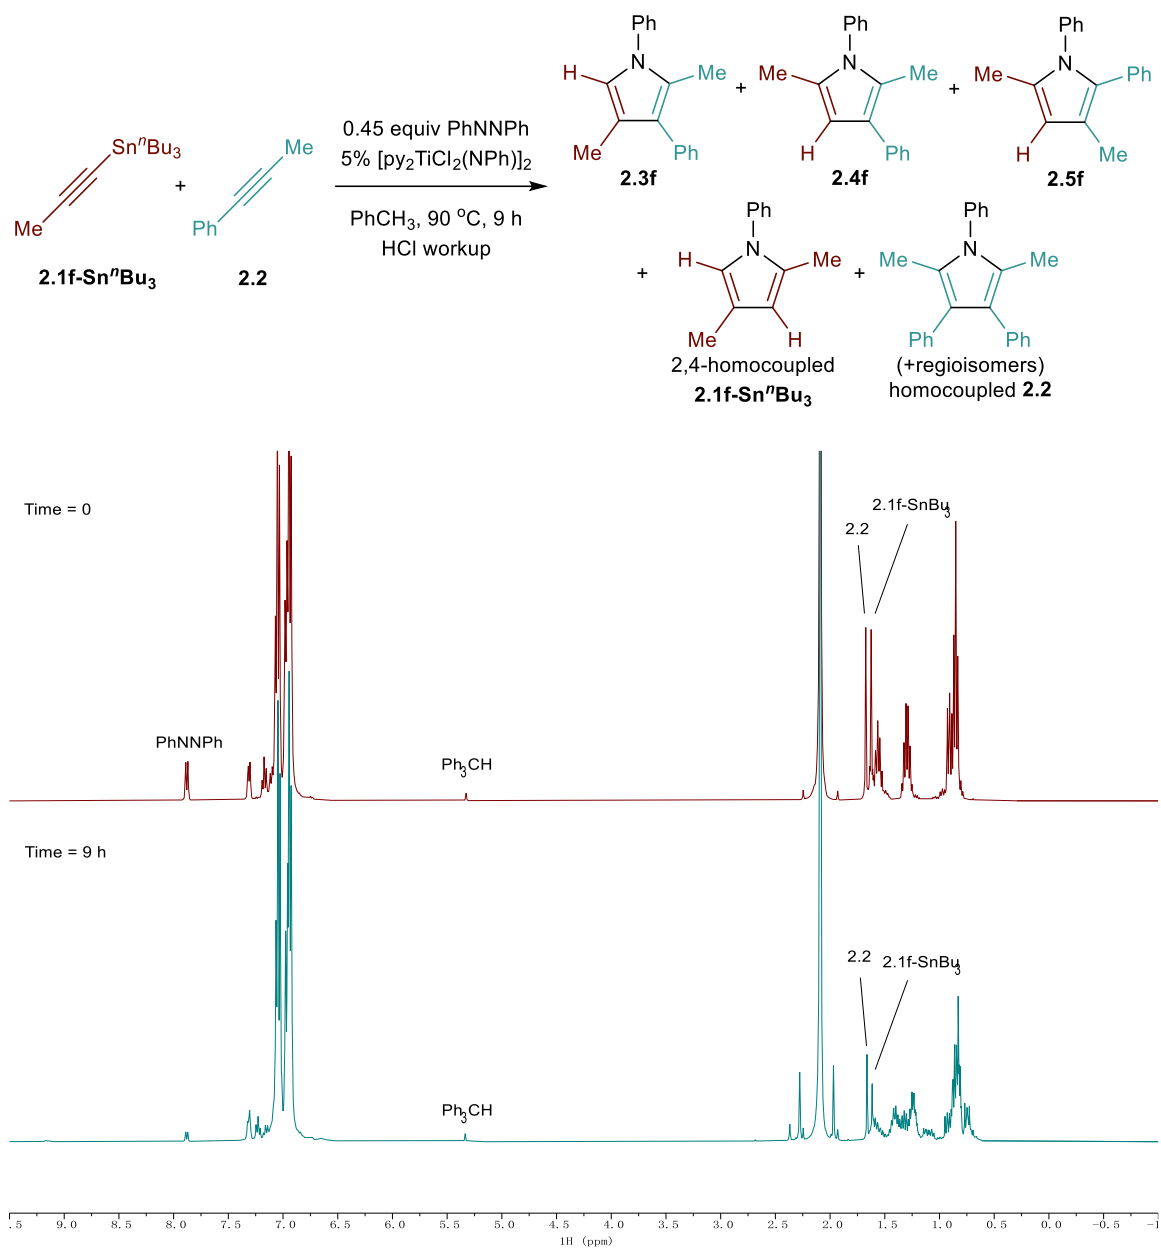 Ph
N
H
Me
Me
Ph
2.3f
+
Ph
N
Me
Me
H
Ph
2.4f
+
Ph
N
Me
Ph
H
Me
2.5f
SnⁿBu₃
Me
2.1f-SnⁿBu₃
+
Me
Ph
2.2
0.45 equiv PhNNPh
5% [py₂TiCl₂(NPh)]₂
PhCH₃, 90 °C, 9 h
HCl workup
+
Ph
N
H
Me
Me
H
2,4-homocoupled
2.1f-SnⁿBu₃
+
Ph
N
Me
Me
Ph
Ph
(+regioisomers)
homocoupled 2.2
Time = 0
2.1f-SnBu₃
2.2
PhNNPh
Ph₃CH
Time = 9 h
2.2
2.1f-SnBu₃
Ph₃CH
.5 9.0 8.5 8.0 7.5 7.0 6.5 6.0 5.5 5.0 4.5 4.0 3.5 3.0 2.5 2.0 1.5 1.0 0.5 0.0 -0.5 -1
1H (ppm)